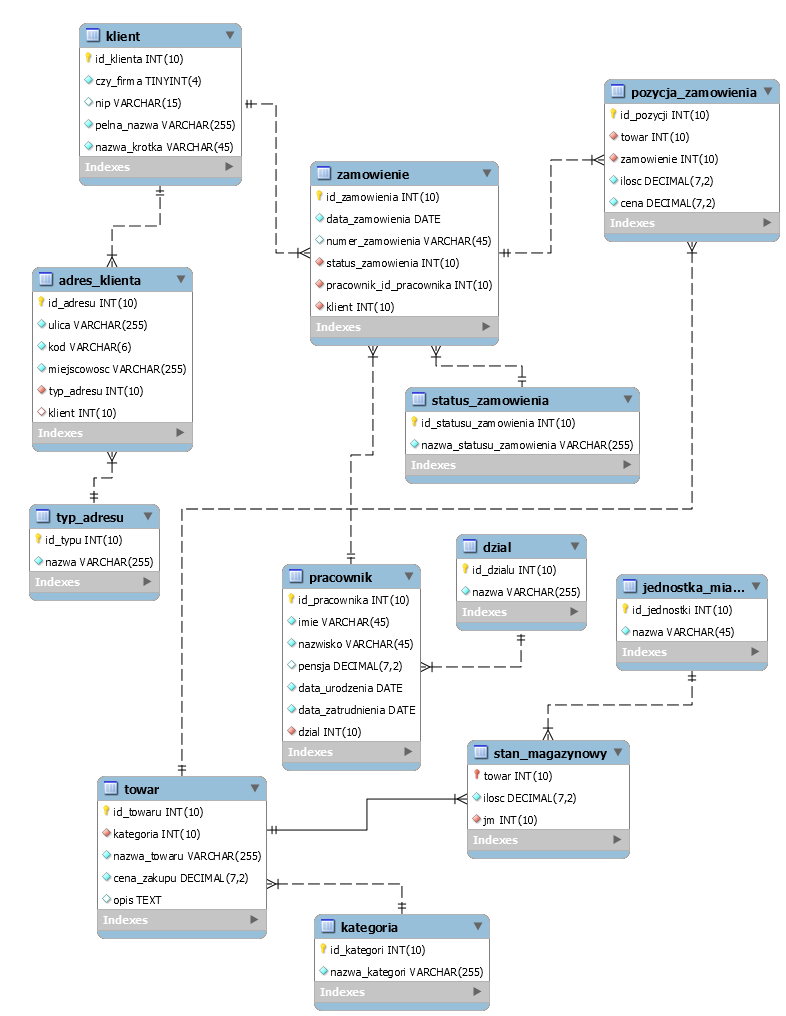 klient
id_klienta INT(10)
czy_firma TINYINT(4)
nip VARCHAR(15)
pelna_nazwa VARCHAR(255)
nazwa_krotka VARCHAR(45)
Indexes
pozycja_zamowienia
id_pozycji INT(10)
towar INT(10)
zamowienie INT(10)
ilosc DECIMAL(7,2)
cena DECIMAL(7,2)
Indexes
zamowienie
id_zamowienia INT(10)
data_zamowienia DATE
numer_zamowienia VARCHAR(45)
status_zamowienia INT(10)
pracownik_id_pracownika INT(10)
klient INT(10)
Indexes
adres_klienta
id_adresu INT(10)
ulica VARCHAR(255)
kod VARCHAR(6)
miejscowosc VARCHAR(255)
typ_adresu INT(10)
klient INT(10)
Indexes
status_zamowienia
id_statusu_zamowienia INT(10)
nazwa_statusu_zamowienia VARCHAR(255)
Indexes
typ_adresu
id_typu INT(10)
nazwa VARCHAR(255)
Indexes
pracownik
id_pracownika INT(10)
imie VARCHAR(45)
nazwisko VARCHAR(45)
pensja DECIMAL(7,2)
data_urodzenia DATE
data_zatrudnienia DATE
dzial INT(10)
Indexes
dzial
id_dzialu INT(10)
nazwa VARCHAR(255)
Indexes
jednostka_mia...
id_jednostki INT(10)
nazwa VARCHAR(45)
Indexes
stan_magazynowy
towar INT(10)
ilosc DECIMAL(7,2)
jm INT(10)
Indexes
towar
id_towaru INT(10)
kategoria INT(10)
nazwa_towaru VARCHAR(255)
cena_zakupu DECIMAL(7,2)
opis TEXT
Indexes
kategoria
id_kategori INT(10)
nazwa_kategori VARCHAR(255)
Indexes